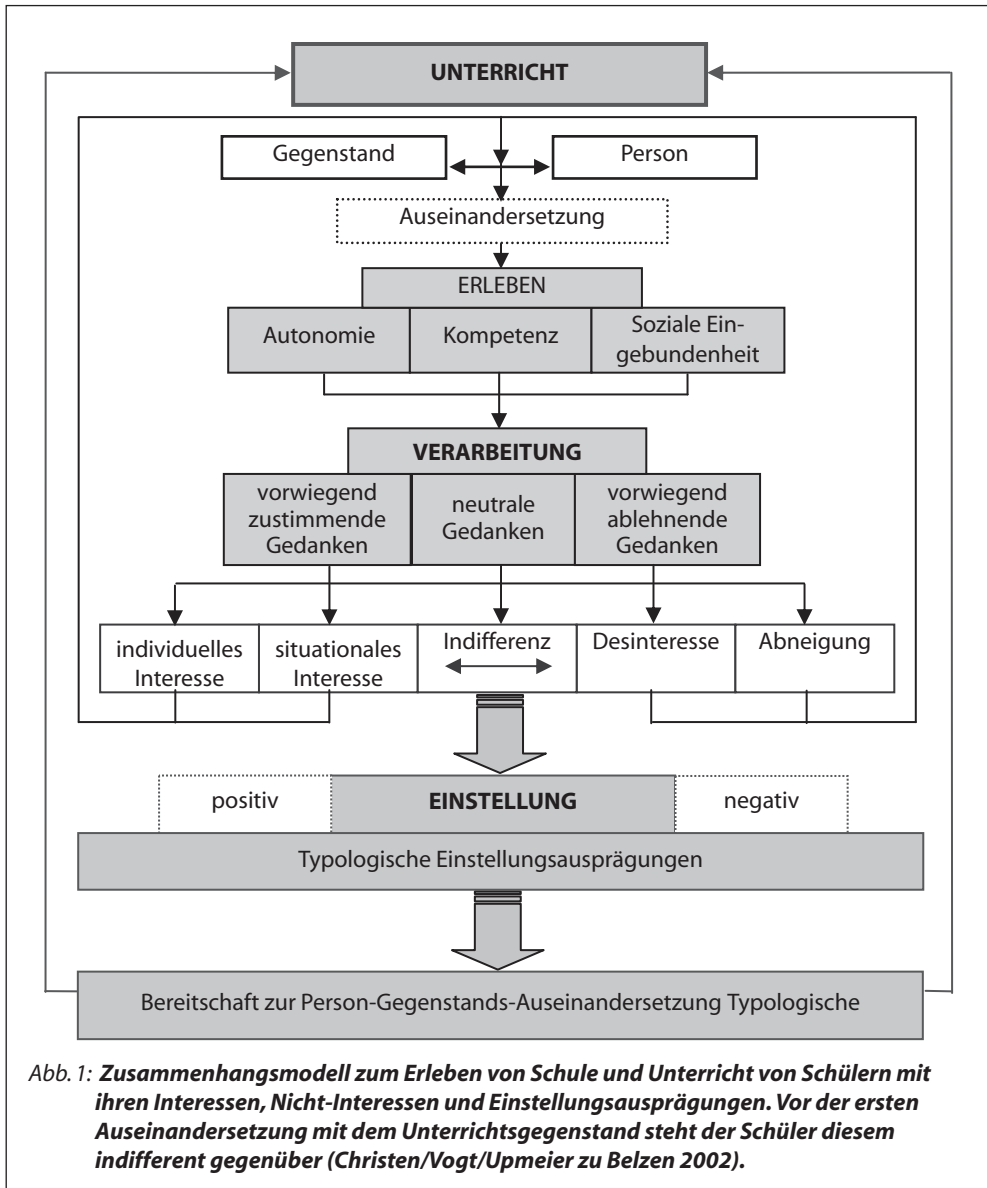 UNTERRICHT
Gegenstand
Person
Auseinandersetzung
ERLEBEN
Autonomie
Kompetenz
Soziale Ein-
gebundenheit
VERARBEITUNG
vorwiegend
zustimmende
Gedanken
neutrale
Gedanken
vorwiegend
ablehnende
Gedanken
individuelles
Interesse
situationales
Interesse
Indifferenz
Desinteresse
Abneigung
positiv
EINSTELLUNG
negativ
Typologische Einstellungsausprägungen
Bereitschaft zur Person-Gegenstands-Auseinandersetzung Typologische
Abb. 1: Zusammenhangsmodell zum Erleben von Schule und Unterricht von Schülern mit
ihren Interessen, Nicht-Interessen und Einstellungsausprägungen. Vor der ersten
Auseinandersetzung mit dem Unterrichtsgegenstand steht der Schüler diesem
indifferent gegenüber (Christen/Vogt/Upmeier zu Belzen 2002).